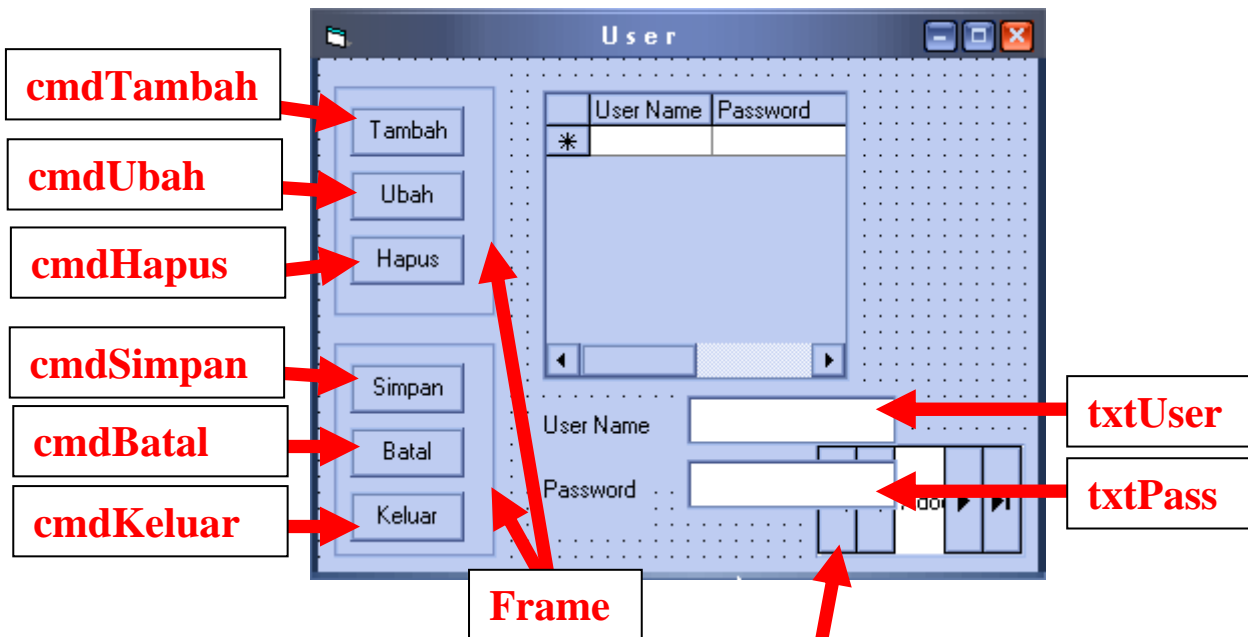 User
cmdTambah
cmdUbah
cmdHapus
cmdSimpan
cmdBatal
cmdKeluar
Tambah
Ubah
Hapus
Simpan
Batal
Keluar
User Name Password
User Name
Password
txtUser
txtPass
Frame